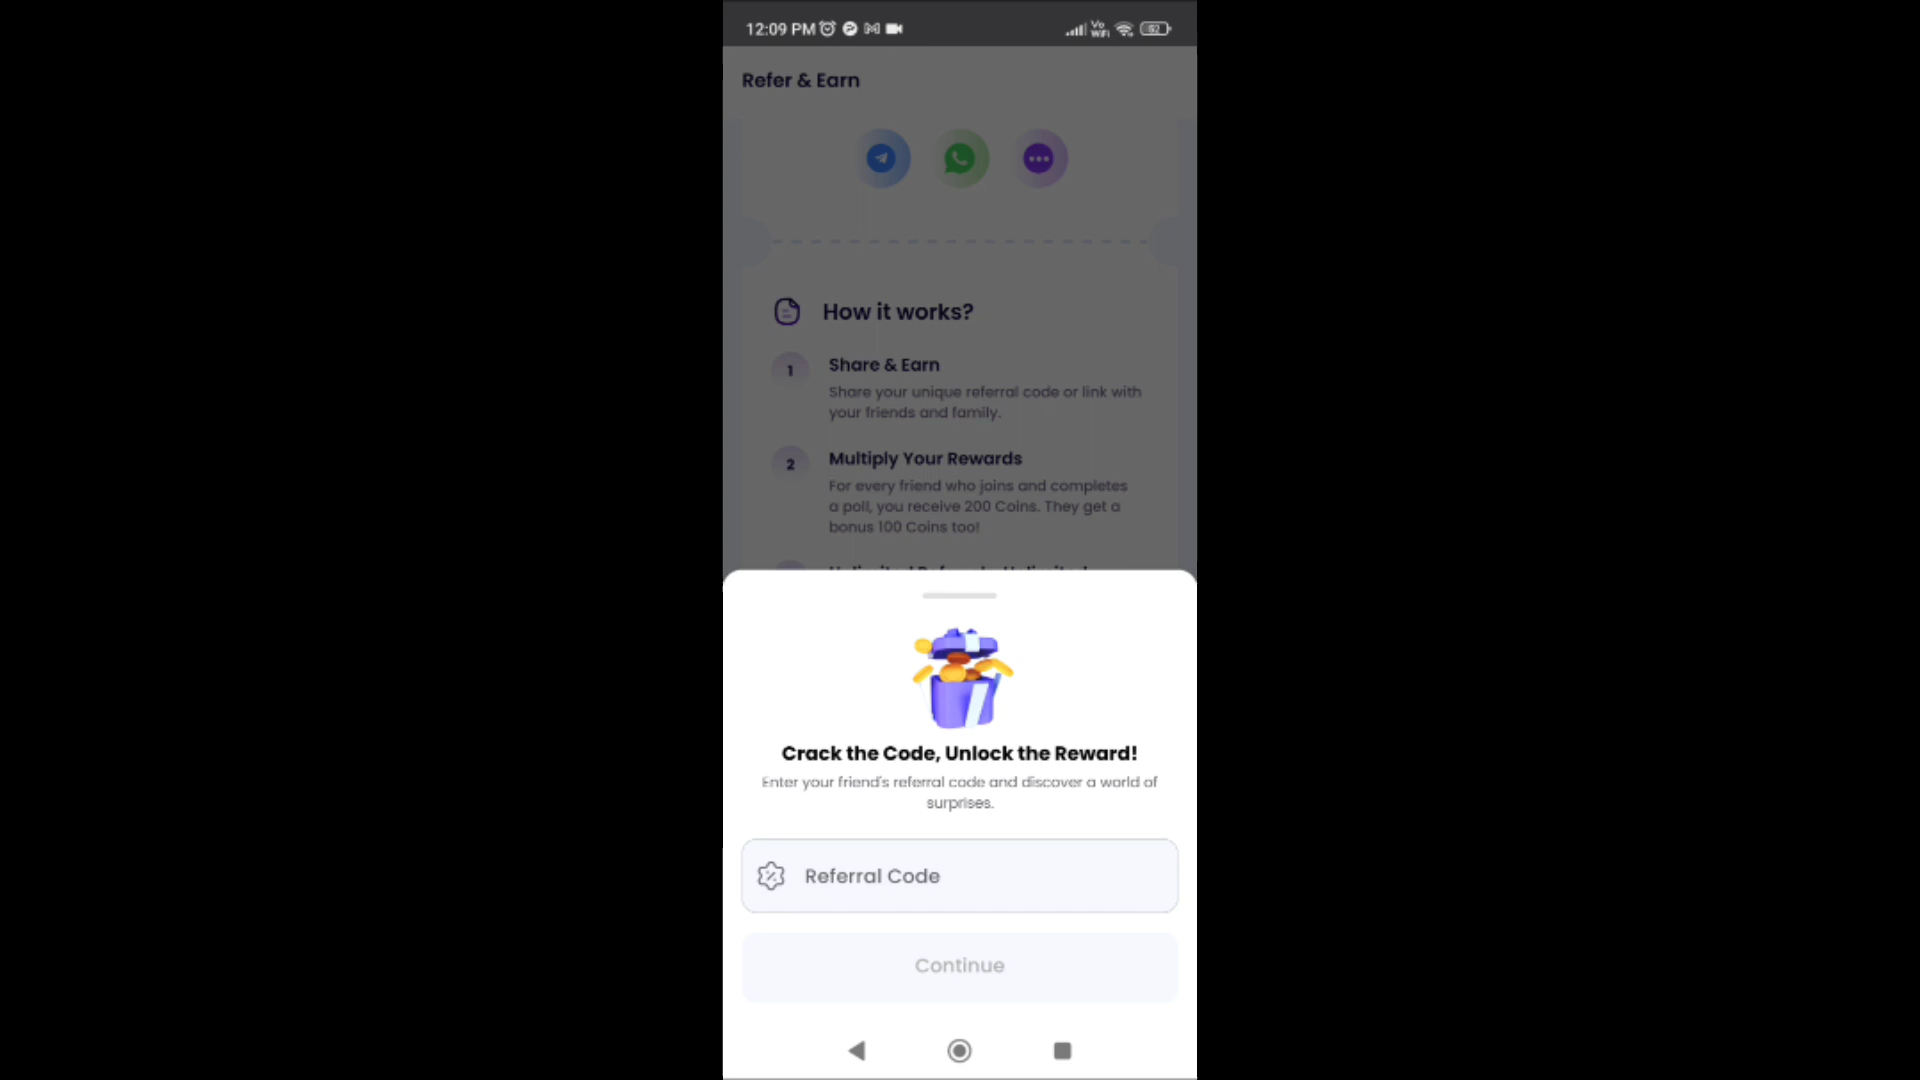 12:09 PM
Vo
WiFi
52
Refer & Earn
How it works?
1
Share & Earn
Share your unique referral code or link with
your friends and family.
2
Multiply Your Rewards
For every friend who joins and completes
a poll, you receive 200 Coins. They get a
bonus 100 Coins too!
Crack the Code, Unlock the Reward!
Enter your friend's referral code and discover a world of
surprises.
Referral Code
Continue